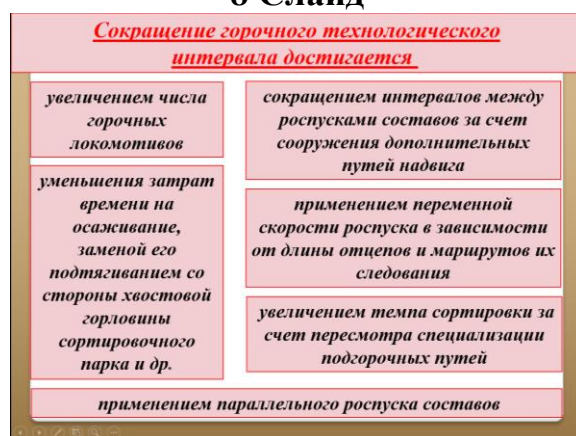 8 Слайд
Сокращение горочного технологического
интервала достигается
увеличением числа
горочных
локомотивов
уменьшения затрат
времени на
осаживание,
заменой его
подтягиванием со
стороны хвостовой
горловины
сортировочного
парка и др.
сокращением интервалов между
роспусками составов за счет
сооружения дополнительных
путей надвига
применением переменной
скорости роспуска в зависимости
от длины отцепов и маршрутов их
следования
увеличением темпа сортировки за
счет пересмотра специализации
подгорочных путей
применением параллельного роспуска составов